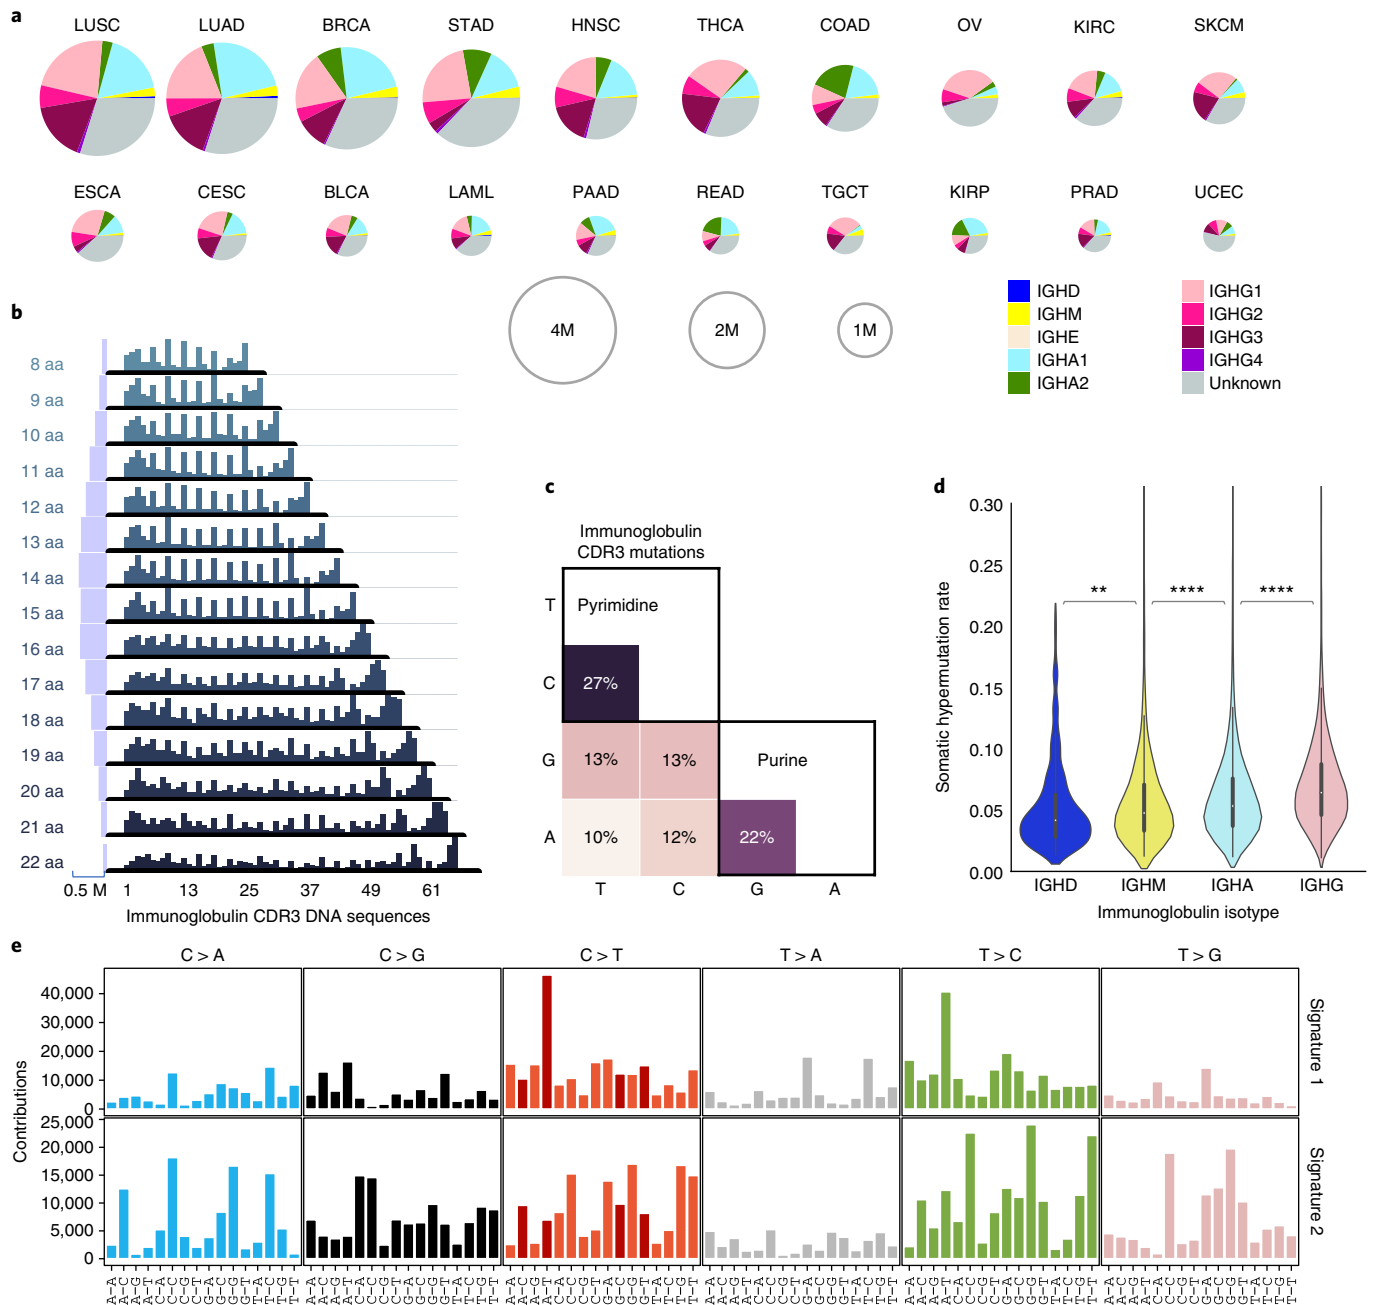 a
LUSC LUAD BRCA STAD HNSC THCA COAD OV KIRC SKCM
ESCA CESC BLCA LAML PAAD READ TGCT KIRP PRAD UCEC
4M 2M 1M
IGHD IGHG1
IGHM IGHG2
IGHE IGHG3
IGHA1 IGHG4
IGHA2 Unknown
b
8 aa
9 aa
10 aa
11 aa
12 aa
13 aa
14 aa
15 aa
16 aa
17 aa
18 aa
19 aa
20 aa
21 aa
22 aa
0.5 M 1 13 25 37 49 61
Immunoglobulin CDR3 DNA sequences
c
Immunoglobulin
CDR3 mutations
T Pyrimidine
C 27%
G 13% 13% Purine
A 10% 12% 22%
T C G A
d
Somatic hypermutation rate
0.30
0.25
0.20
0.15
0.10
0.05
0.00
** **** ****
IGHD IGHM IGHA IGHG
Immunoglobulin isotype
e
C > A C > G C > T T > A T > C T > G
Contributions
40,000
30,000
20,000
10,000
0
Signature 1
25,000
20,000
15,000
10,000
5,000
0
Signature 2
A-A A-C A-G A-T C-A C-C C-G C-T G-A G-C G-G G-T T-A T-C T-G T-T
A-A A-C A-G A-T C-A C-C C-G C-T G-A G-C G-G G-T T-A T-C T-G T-T
A-A A-C A-G A-T C-A C-C C-G C-T G-A G-C G-G G-T T-A T-C T-G T-T
A-A A-C A-G A-T C-A C-C C-G C-T G-A G-C G-G G-T T-A T-C T-G T-T
A-A A-C A-G A-T C-A C-C C-G C-T G-A G-C G-G G-T T-A T-C T-G T-T
A-A A-C A-G A-T C-A C-C C-G C-T G-A G-C G-G G-T T-A T-C T-G T-T